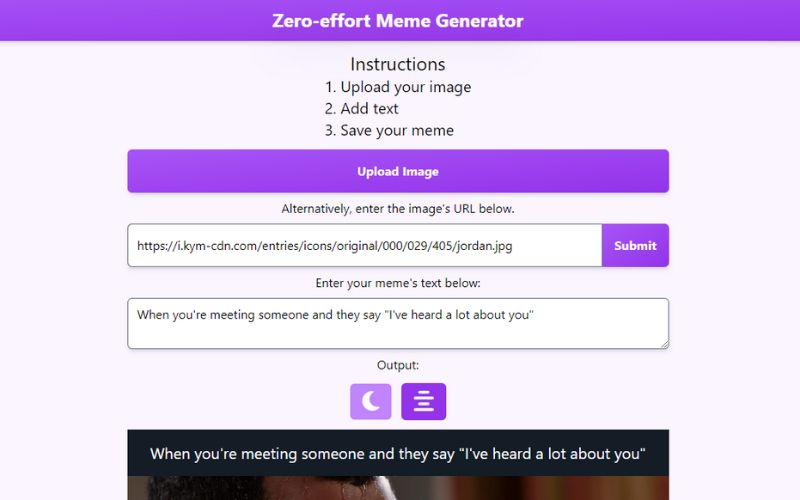 Zero-effort Meme Generator
Instructions
1. Upload your image
2. Add text
3. Save your meme
Upload Image
Alternatively, enter the image's URL below.
https://i.kym-cdn.com/entries/icons/original/000/029/405/jordan.jpg
Submit
Enter your meme's text below:
When you're meeting someone and they say "I've heard a lot about you"
Output:
When you're meeting someone and they say "I've heard a lot about you"